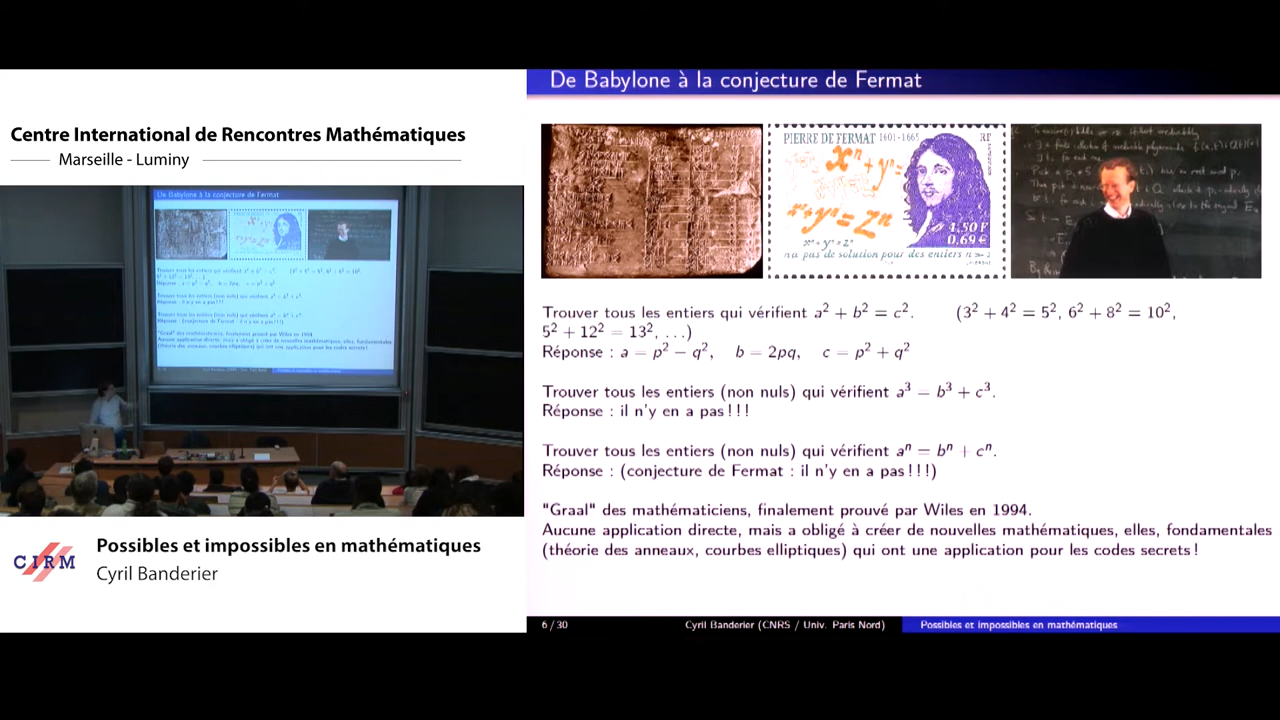 Centre International de Rencontres Mathématiques
Marseille - Luminy
CIRM
Possibles et impossibles en mathématiques
Cyril Banderier
De Babylone à la conjecture de Fermat
PIERRE DE FERMAT 1601-1665 RF
xⁿ + yⁿ =
xⁿ + yⁿ = zⁿ
1,50 F
0,69 €
xⁿ + yⁿ = zⁿ
n'a pas de solution pour des entiers n > 2
Trouver tous les entiers qui vérifient a² + b² = c². (3² + 4² = 5², 6² + 8² = 10²,
5² + 12² = 13², ...)
Réponse : a = p² − q², b = 2pq, c = p² + q²
Trouver tous les entiers (non nuls) qui vérifient a³ = b³ + c³.
Réponse : il n'y en a pas ! ! !
Trouver tous les entiers (non nuls) qui vérifient aⁿ = bⁿ + cⁿ.
Réponse : (conjecture de Fermat : il n'y en a pas ! ! !)
"Graal" des mathématiciens, finalement prouvé par Wiles en 1994.
Aucune application directe, mais a obligé à créer de nouvelles mathématiques, elles, fondamentales
(théorie des anneaux, courbes elliptiques) qui ont une application pour les codes secrets !
6 / 30 Cyril Banderier (CNRS / Univ. Paris Nord) Possibles et impossibles en mathématiques